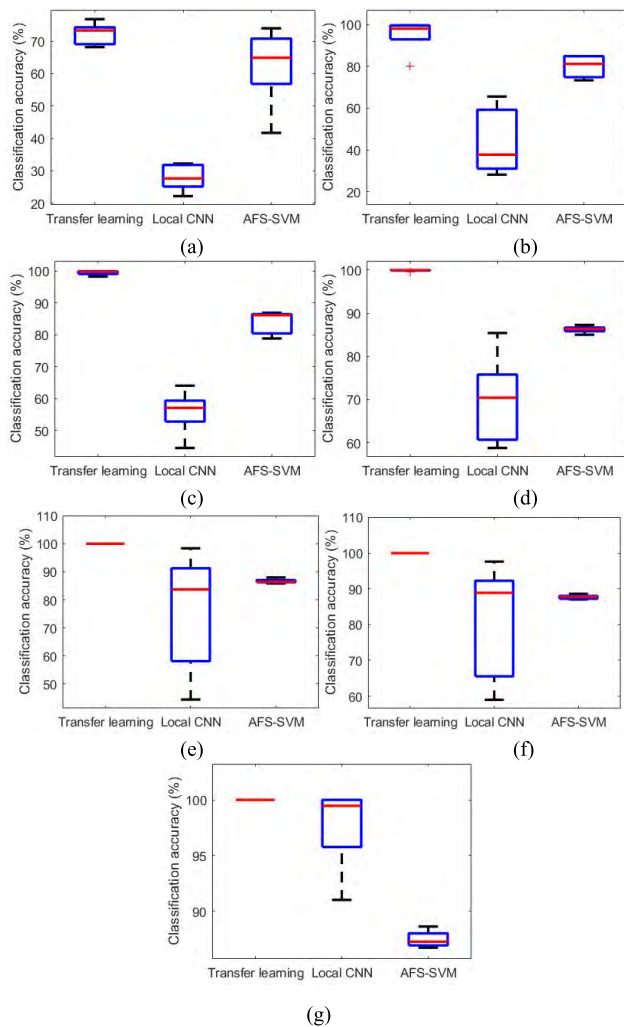 Classification accuracy (%)
70
60
50
40
30
20
Transfer learning Local CNN AFS-SVM
(a)
Classification accuracy (%)
100
80
60
40
20
Transfer learning Local CNN AFS-SVM
(b)
Classification accuracy (%)
100
90
80
70
60
50
Transfer learning Local CNN AFS-SVM
(c)
Classification accuracy (%)
100
90
80
70
60
Transfer learning Local CNN AFS-SVM
(d)
Classification accuracy (%)
110
100
90
80
70
60
50
Transfer learning Local CNN AFS-SVM
(e)
Classification accuracy (%)
110
100
90
80
70
60
Transfer learning Local CNN AFS-SVM
(f)
Classification accuracy (%)
100
95
90
Transfer learning Local CNN AFS-SVM
(g)